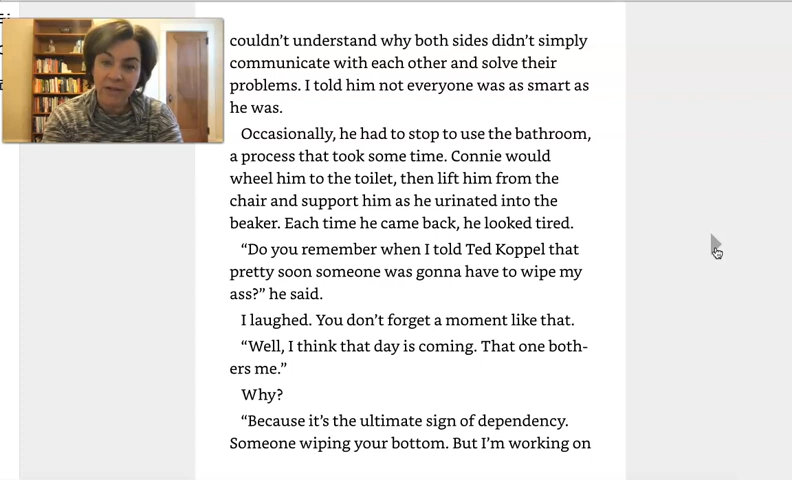 couldn’t understand why both sides didn’t simply
communicate with each other and solve their
problems. I told him not everyone was as smart as
he was.
Occasionally, he had to stop to use the bathroom,
a process that took some time. Connie would
wheel him to the toilet, then lift him from the
chair and support him as he urinated into the
beaker. Each time he came back, he looked tired.
“Do you remember when I told Ted Koppel that
pretty soon someone was gonna have to wipe my
ass?” he said.
I laughed. You don’t forget a moment like that.
“Well, I think that day is coming. That one both-
ers me.”
Why?
“Because it’s the ultimate sign of dependency.
Someone wiping your bottom. But I’m working on